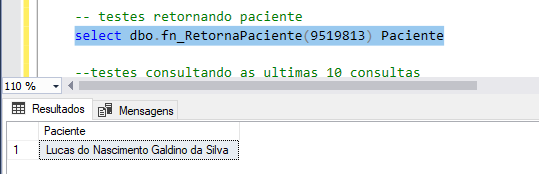 -- testes retornando paciente
select dbo.fn_RetornaPaciente(9519813) Paciente
--testes consultando as ultimas 10 consultas
110 %
Resultados Mensagens
Paciente
1 Lucas do Nascimento Galdino da Silva